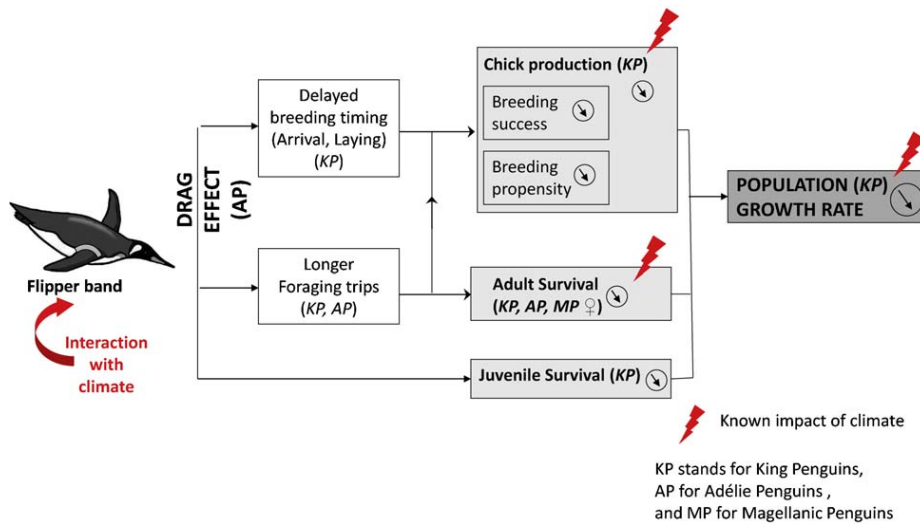 Flipper band
Interaction
with
climate
DRAG
EFFECT
(AP)
Delayed
breeding timing
(Arrival, Laying)
(KP)
Longer
Foraging trips
(KP, AP)
Chick production (KP)
Breeding
success
Breeding
propensity
Adult Survival
(KP, AP, MP ♀)
Juvenile Survival (KP)
POPULATION (KP)
GROWTH RATE
Known impact of climate
KP stands for King Penguins,
AP for Adélie Penguins ,
and MP for Magellanic Penguins